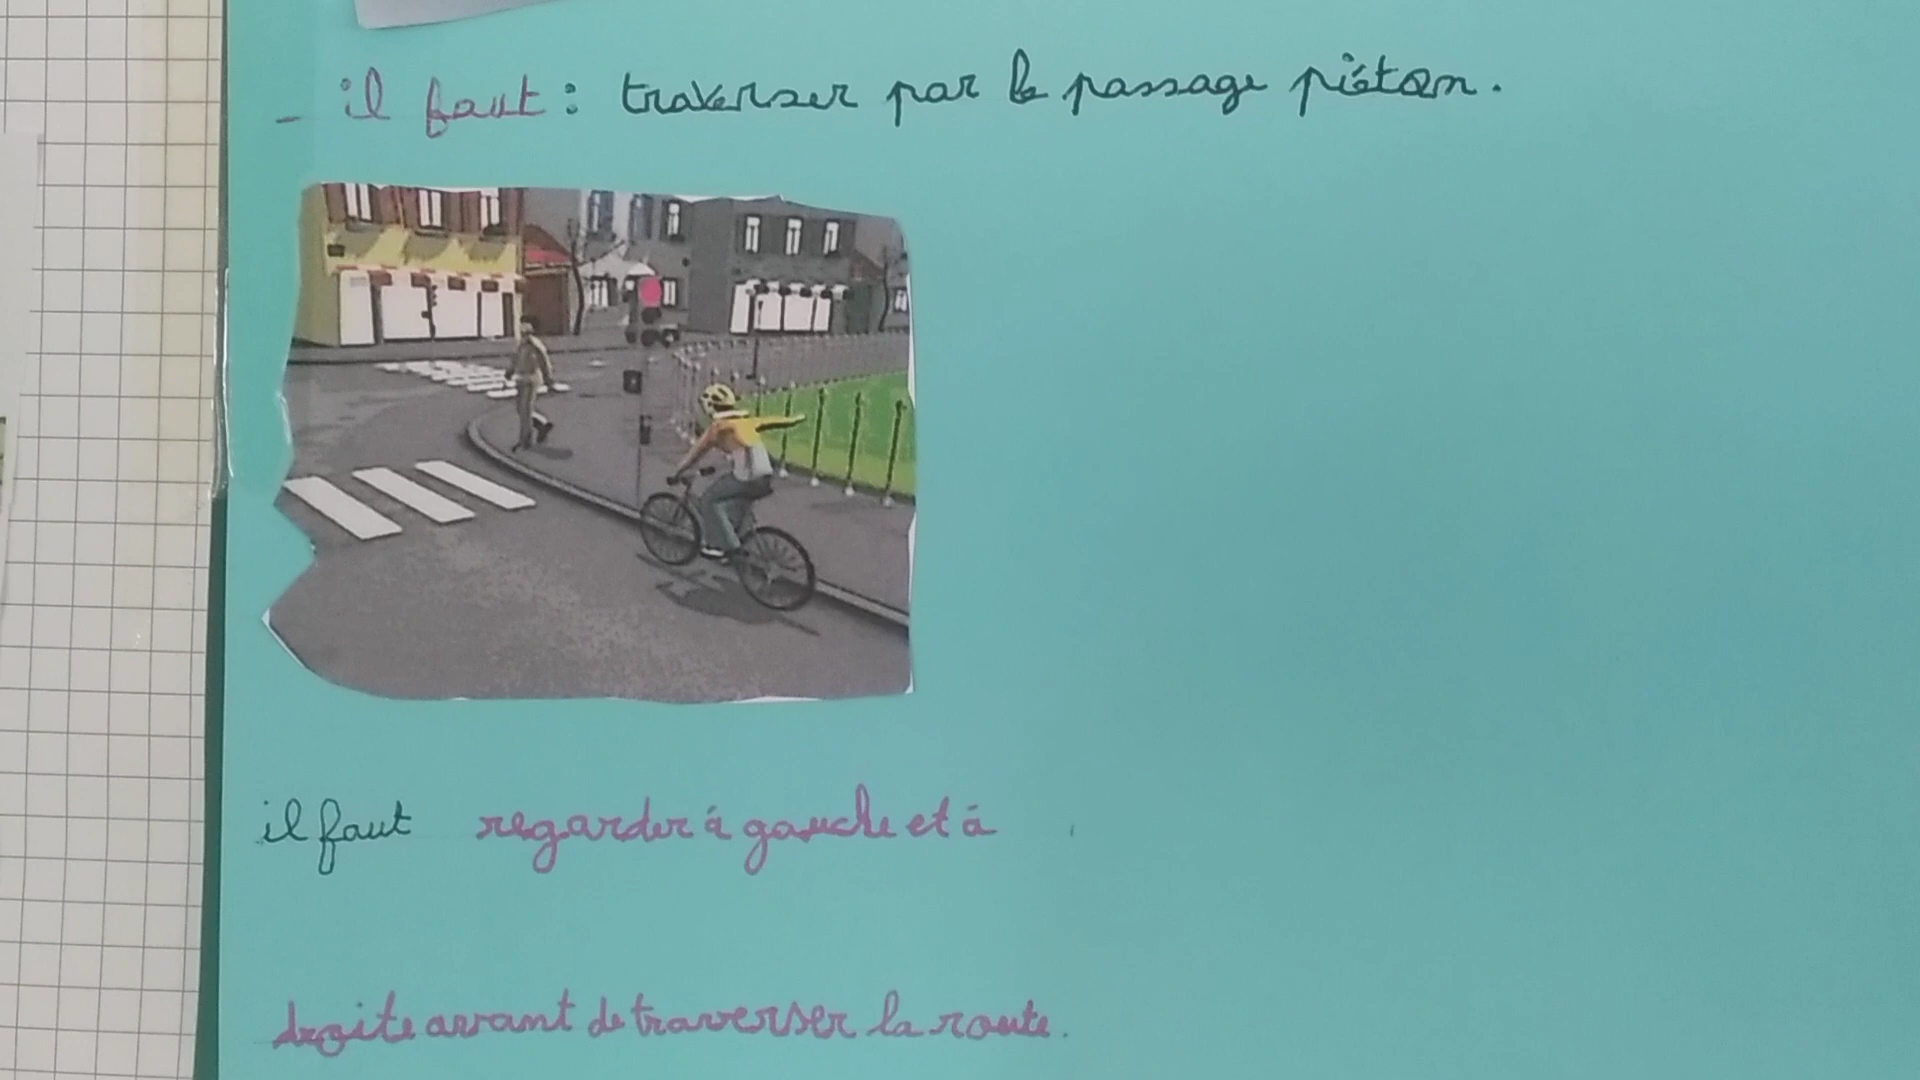 - il faut : traverser par le passage piéton.
il faut regarder à gauche et à
droite avant de traverser la route.